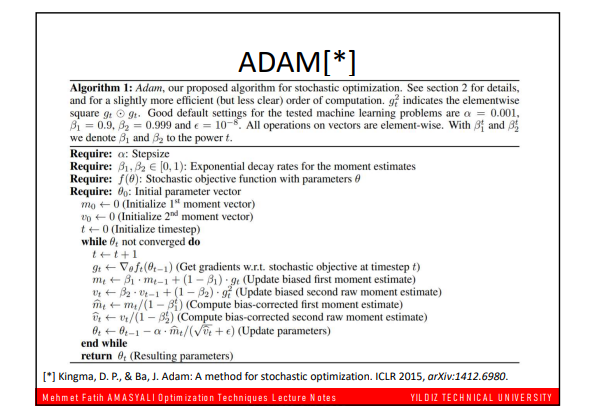 ADAM[*]
Algorithm 1: Adam, our proposed algorithm for stochastic optimization. See section 2 for details,
and for a slightly more efficient (but less clear) order of computation. g_t^2 indicates the elementwise
square g_t ⊙ g_t. Good default settings for the tested machine learning problems are α = 0.001,
β_1 = 0.9, β_2 = 0.999 and ϵ = 10^{-8}. All operations on vectors are element-wise. With β_1^t and β_2^t
we denote β_1 and β_2 to the power t.
Require: α: Stepsize
Require: β_1, β_2 ∈ [0, 1): Exponential decay rates for the moment estimates
Require: f(θ): Stochastic objective function with parameters θ
Require: θ_0: Initial parameter vector
m_0 ← 0 (Initialize 1^st moment vector)
v_0 ← 0 (Initialize 2^nd moment vector)
t ← 0 (Initialize timestep)
while θ_t not converged do
t ← t + 1
g_t ← ∇_θ f_t(θ_{t−1}) (Get gradients w.r.t. stochastic objective at timestep t)
m_t ← β_1 · m_{t−1} + (1 − β_1) · g_t (Update biased first moment estimate)
v_t ← β_2 · v_{t−1} + (1 − β_2) · g_t^2 (Update biased second raw moment estimate)
m̂_t ← m_t/(1 − β_1^t) (Compute bias-corrected first moment estimate)
v̂_t ← v_t/(1 − β_2^t) (Compute bias-corrected second raw moment estimate)
θ_t ← θ_{t−1} − α · m̂_t/(√v̂_t + ϵ) (Update parameters)
end while
return θ_t (Resulting parameters)
[*] Kingma, D. P., & Ba, J. Adam: A method for stochastic optimization. ICLR 2015, arXiv:1412.6980.
Mehmet Fatih AMASYALI Optimization Techniques Lecture Notes YILDIZ TECHNICAL UNIVERSITY